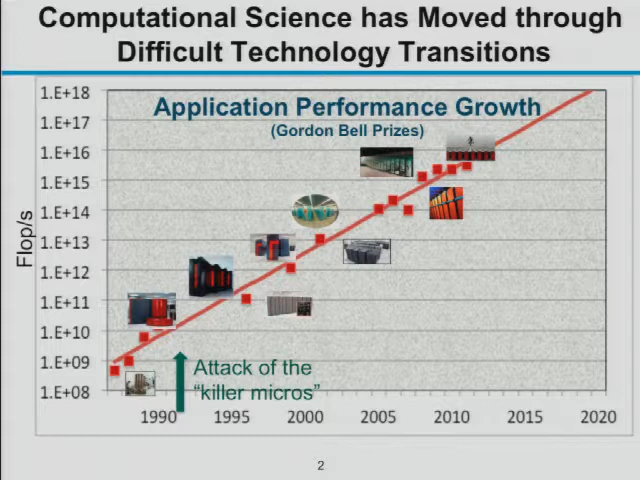 Computational Science has Moved through
Difficult Technology Transitions
Application Performance Growth
(Gordon Bell Prizes)
Flop/s
1.E+18
1.E+17
1.E+16
1.E+15
1.E+14
1.E+13
1.E+12
1.E+11
1.E+10
1.E+09
1.E+08
Attack of the
“killer micros”
1990 1995 2000 2005 2010 2015 2020
2